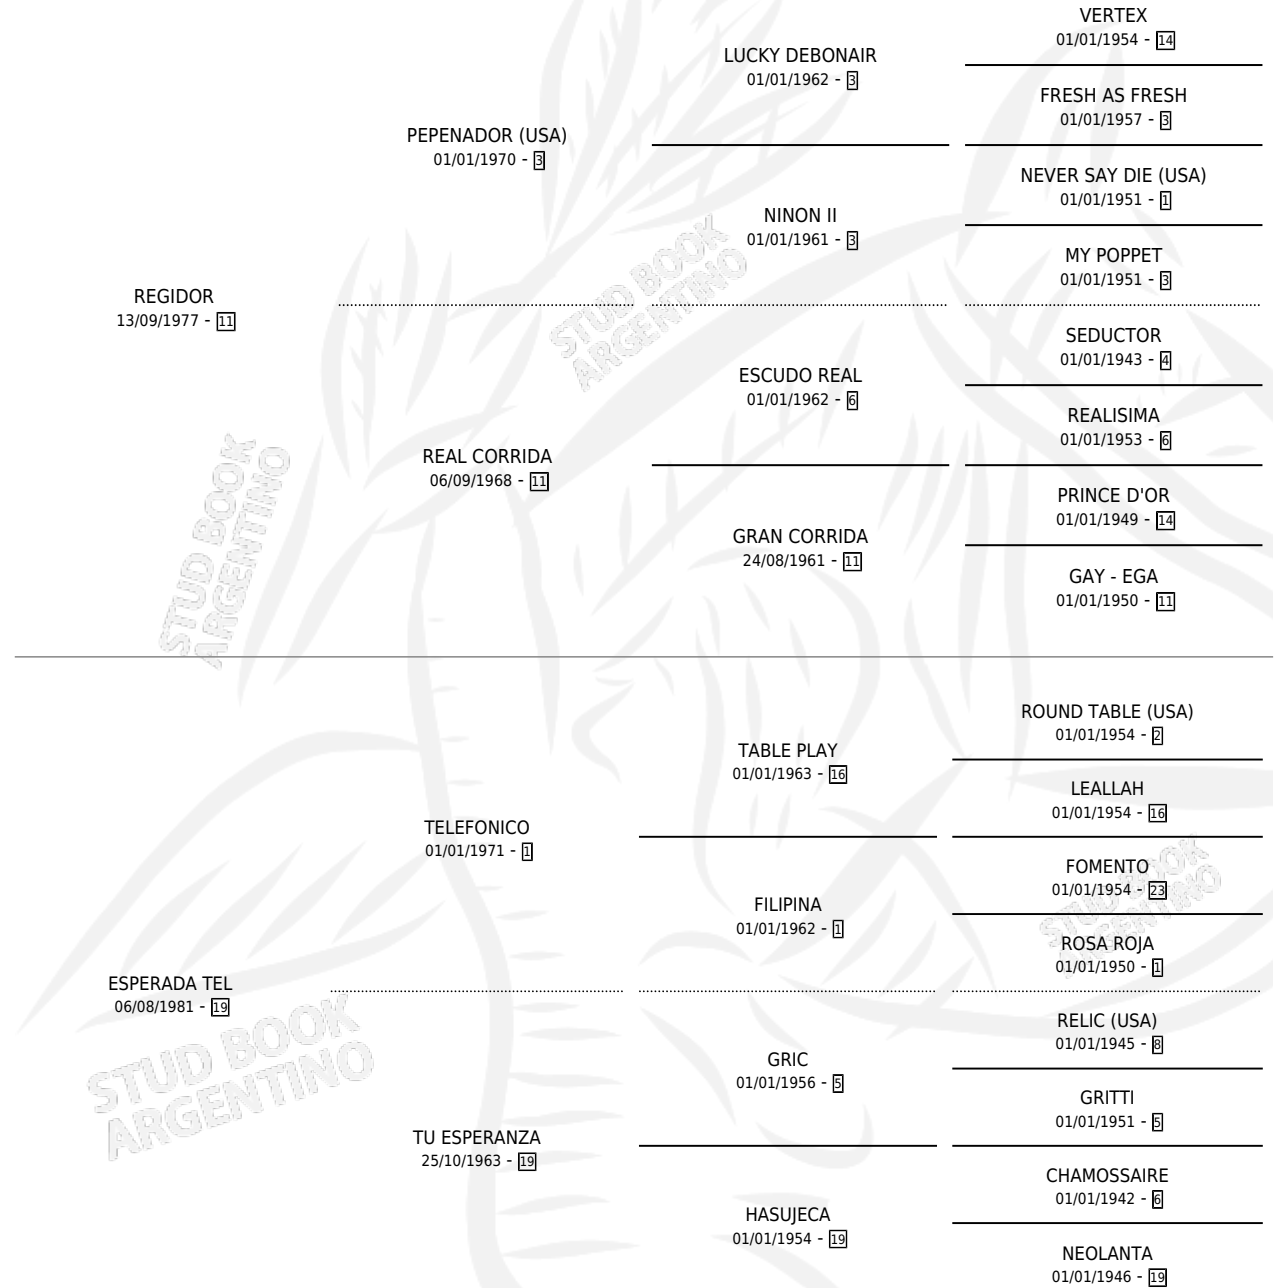 VERTEX
01/01/1954 - 14
LUCKY DEBONAIR
01/01/1962 - 3
FRESH AS FRESH
01/01/1957 - 3
PEPENADOR (USA)
01/01/1970 - 3
NEVER SAY DIE (USA)
01/01/1951 - 1
NINON II
01/01/1961 - 3
MY POPPET
01/01/1951 - 3
REGIDOR
13/09/1977 - 11
SEDUCTOR
01/01/1943 - 4
ESCUDO REAL
01/01/1962 - 6
REALISIMA
01/01/1953 - 6
REAL CORRIDA
06/09/1968 - 11
PRINCE D'OR
01/01/1949 - 14
GRAN CORRIDA
24/08/1961 - 11
GAY - EGA
01/01/1950 - 11
ROUND TABLE (USA)
01/01/1954 - 2
TABLE PLAY
01/01/1963 - 16
LEALLAH
01/01/1954 - 16
TELEFONICO
01/01/1971 - 1
FOMENTO
01/01/1954 - 23
FILIPINA
01/01/1962 - 1
ROSA ROJA
01/01/1950 - 1
ESPERADA TEL
06/08/1981 - 19
RELIC (USA)
01/01/1945 - 8
GRIC
01/01/1956 - 5
GRITTI
01/01/1951 - 5
TU ESPERANZA
25/10/1963 - 19
CHAMOSSAIRE
01/01/1942 - 6
HASUJECA
01/01/1954 - 19
NEOLANTA
01/01/1946 - 19
STUD BOOK
ARGENTINO
STUD BOOK
ARGENTINO
STUD BOOK
ARGENTINO
STUD BOOK
ARGENTINO